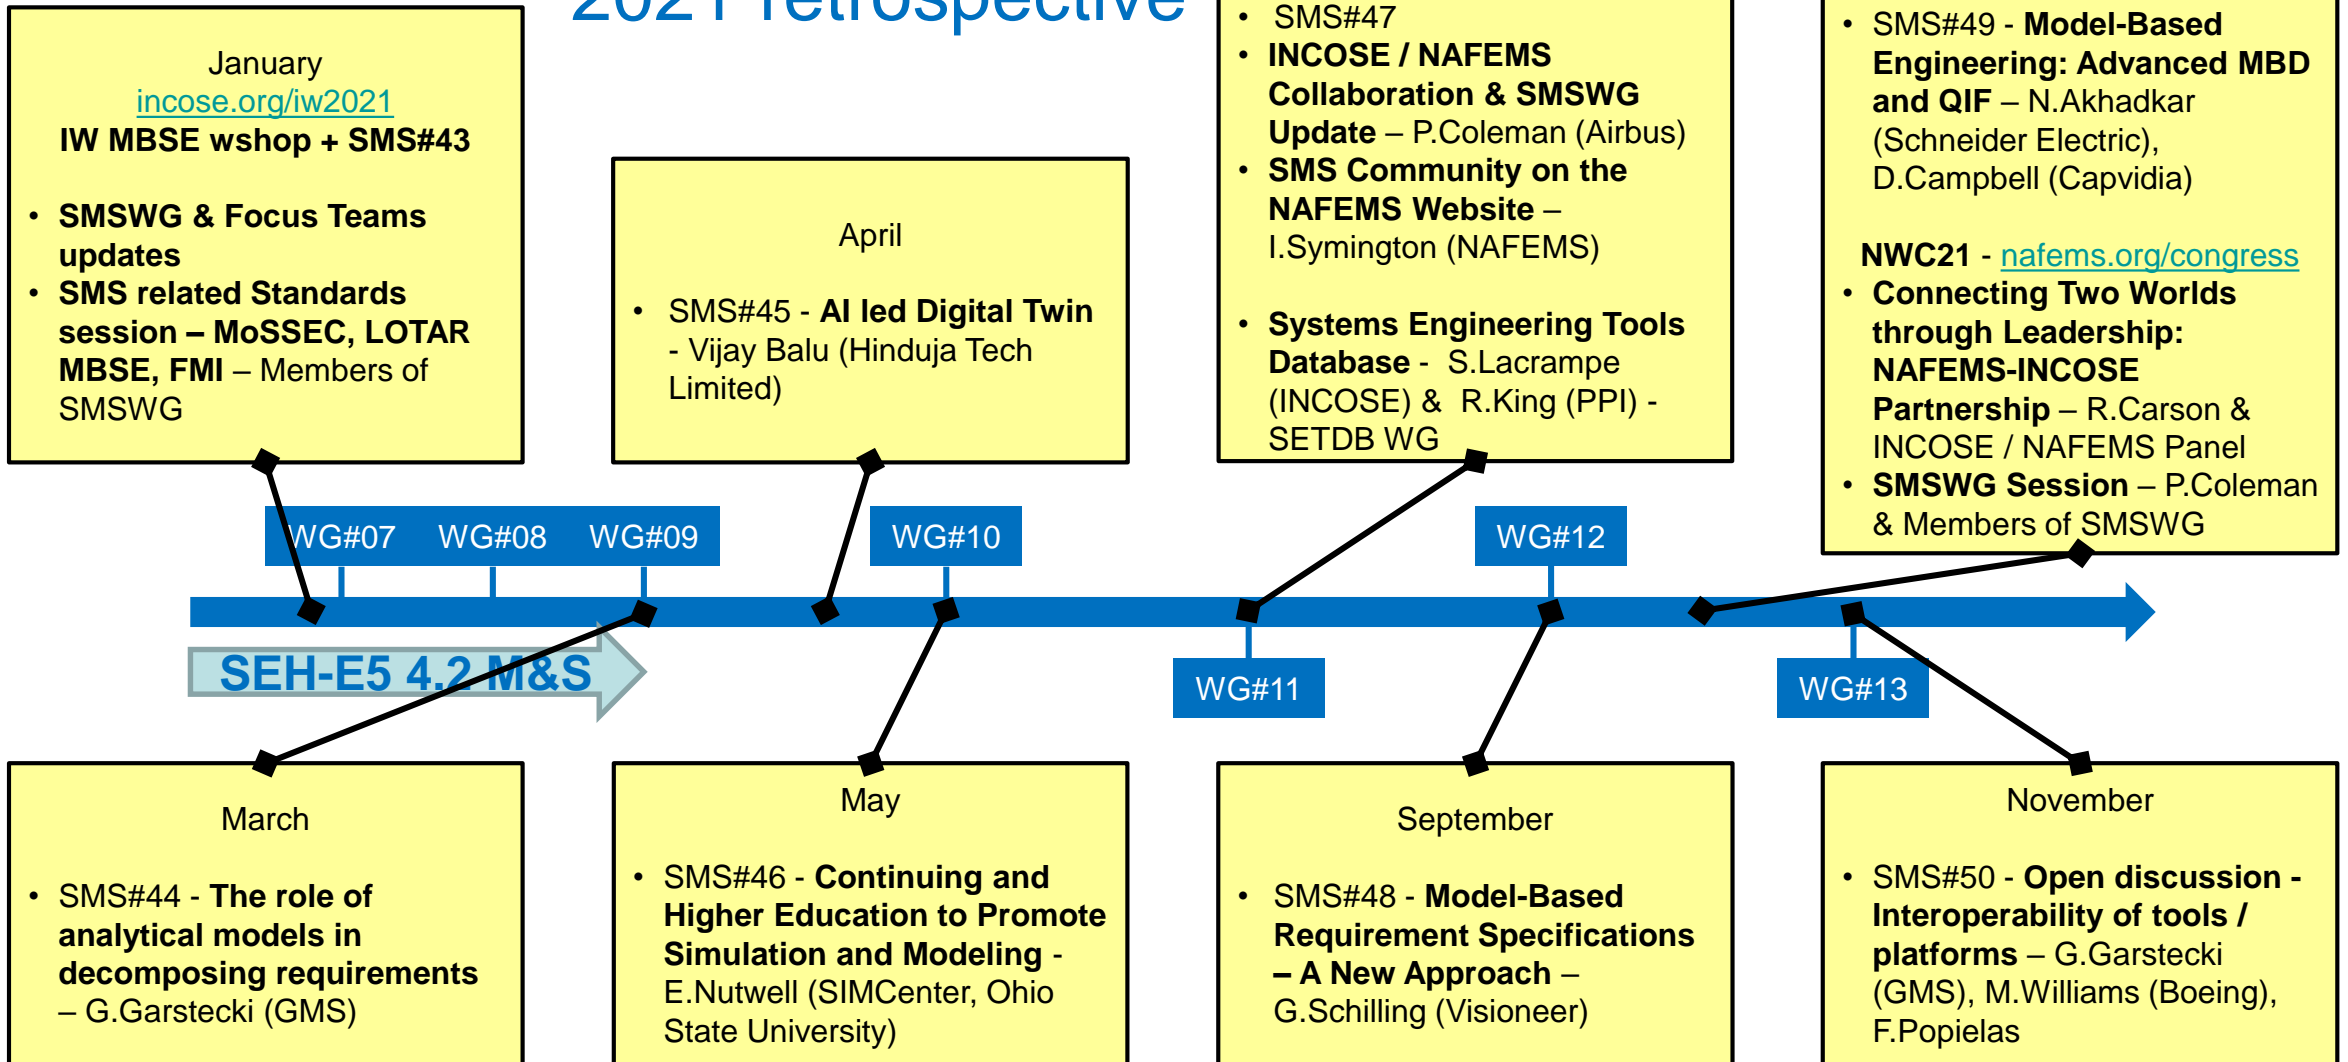 2021 retrospective
January
incose.org/iw2021
IW MBSE wshop + SMS#43
• SMSWG & Focus Teams
updates
• SMS related Standards
session – MoSSEC, LOTAR
MBSE, FMI – Members of
SMSWG
April
• SMS#45 - AI led Digital Twin
- Vijay Balu (Hinduja Tech
Limited)
• SMS#47
• INCOSE / NAFEMS
Collaboration & SMSWG
Update – P.Coleman (Airbus)
• SMS Community on the
NAFEMS Website –
I.Symington (NAFEMS)
• Systems Engineering Tools
Database - S.Lacrampe
(INCOSE) & R.King (PPI) -
SETDB WG
• SMS#49 - Model-Based
Engineering: Advanced MBD
and QIF – N.Akhadkar
(Schneider Electric),
D.Campbell (Capvidia)
NWC21 - nafems.org/congress
• Connecting Two Worlds
through Leadership:
NAFEMS-INCOSE
Partnership – R.Carson &
INCOSE / NAFEMS Panel
• SMSWG Session – P.Coleman
& Members of SMSWG
WG#07 WG#08 WG#09 WG#10 WG#12
SEH-E5 4.2 M&S
WG#11 WG#13
March
• SMS#44 - The role of
analytical models in
decomposing requirements
– G.Garstecki (GMS)
May
• SMS#46 - Continuing and
Higher Education to Promote
Simulation and Modeling -
E.Nutwell (SIMCenter, Ohio
State University)
September
• SMS#48 - Model-Based
Requirement Specifications
– A New Approach –
G.Schilling (Visioneer)
November
• SMS#50 - Open discussion -
Interoperability of tools /
platforms – G.Garstecki
(GMS), M.Williams (Boeing),
F.Popielas